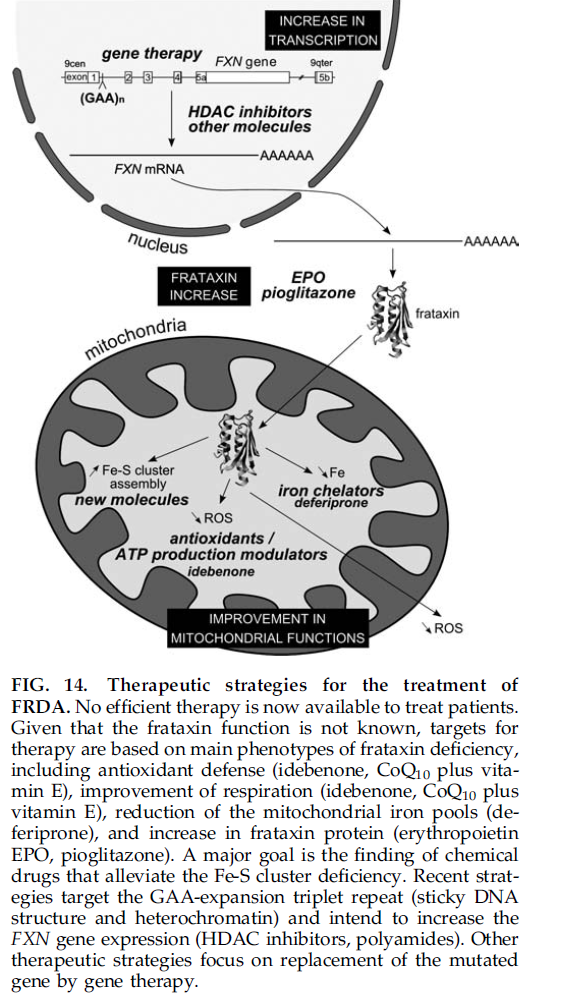 INCREASE IN
TRANSCRIPTION
gene therapy
9cen
FXN gene
9qter
exon 1
2
3
4
5a
5b
(GAA)n
HDAC inhibitors
other molecules
AAAAAA
FXN mRNA
nucleus
AAAAAA
FRATAXIN
INCREASE
EPO
pioglitazone
frataxin
mitochondria
↗ Fe-S cluster
assembly
new molecules
↘ Fe
iron chelators
deferiprone
↘ ROS
antioxidants /
ATP production modulators
idebenone
IMPROVEMENT IN
MITOCHONDRIAL FUNCTIONS
↘ ROS
FIG. 14. Therapeutic strategies for the treatment of
FRDA. No efficient therapy is now available to treat patients.
Given that the frataxin function is not known, targets for
therapy are based on main phenotypes of frataxin deficiency,
including antioxidant defense (idebenone, CoQ10 plus vita-
min E), improvement of respiration (idebenone, CoQ10 plus
vitamin E), reduction of the mitochondrial iron pools (de-
feriprone), and increase in frataxin protein (erythropoietin
EPO, pioglitazone). A major goal is the finding of chemical
drugs that alleviate the Fe-S cluster deficiency. Recent strat-
egies target the GAA-expansion triplet repeat (sticky DNA
structure and heterochromatin) and intend to increase the
FXN gene expression (HDAC inhibitors, polyamides). Other
therapeutic strategies focus on replacement of the mutated
gene by gene therapy.